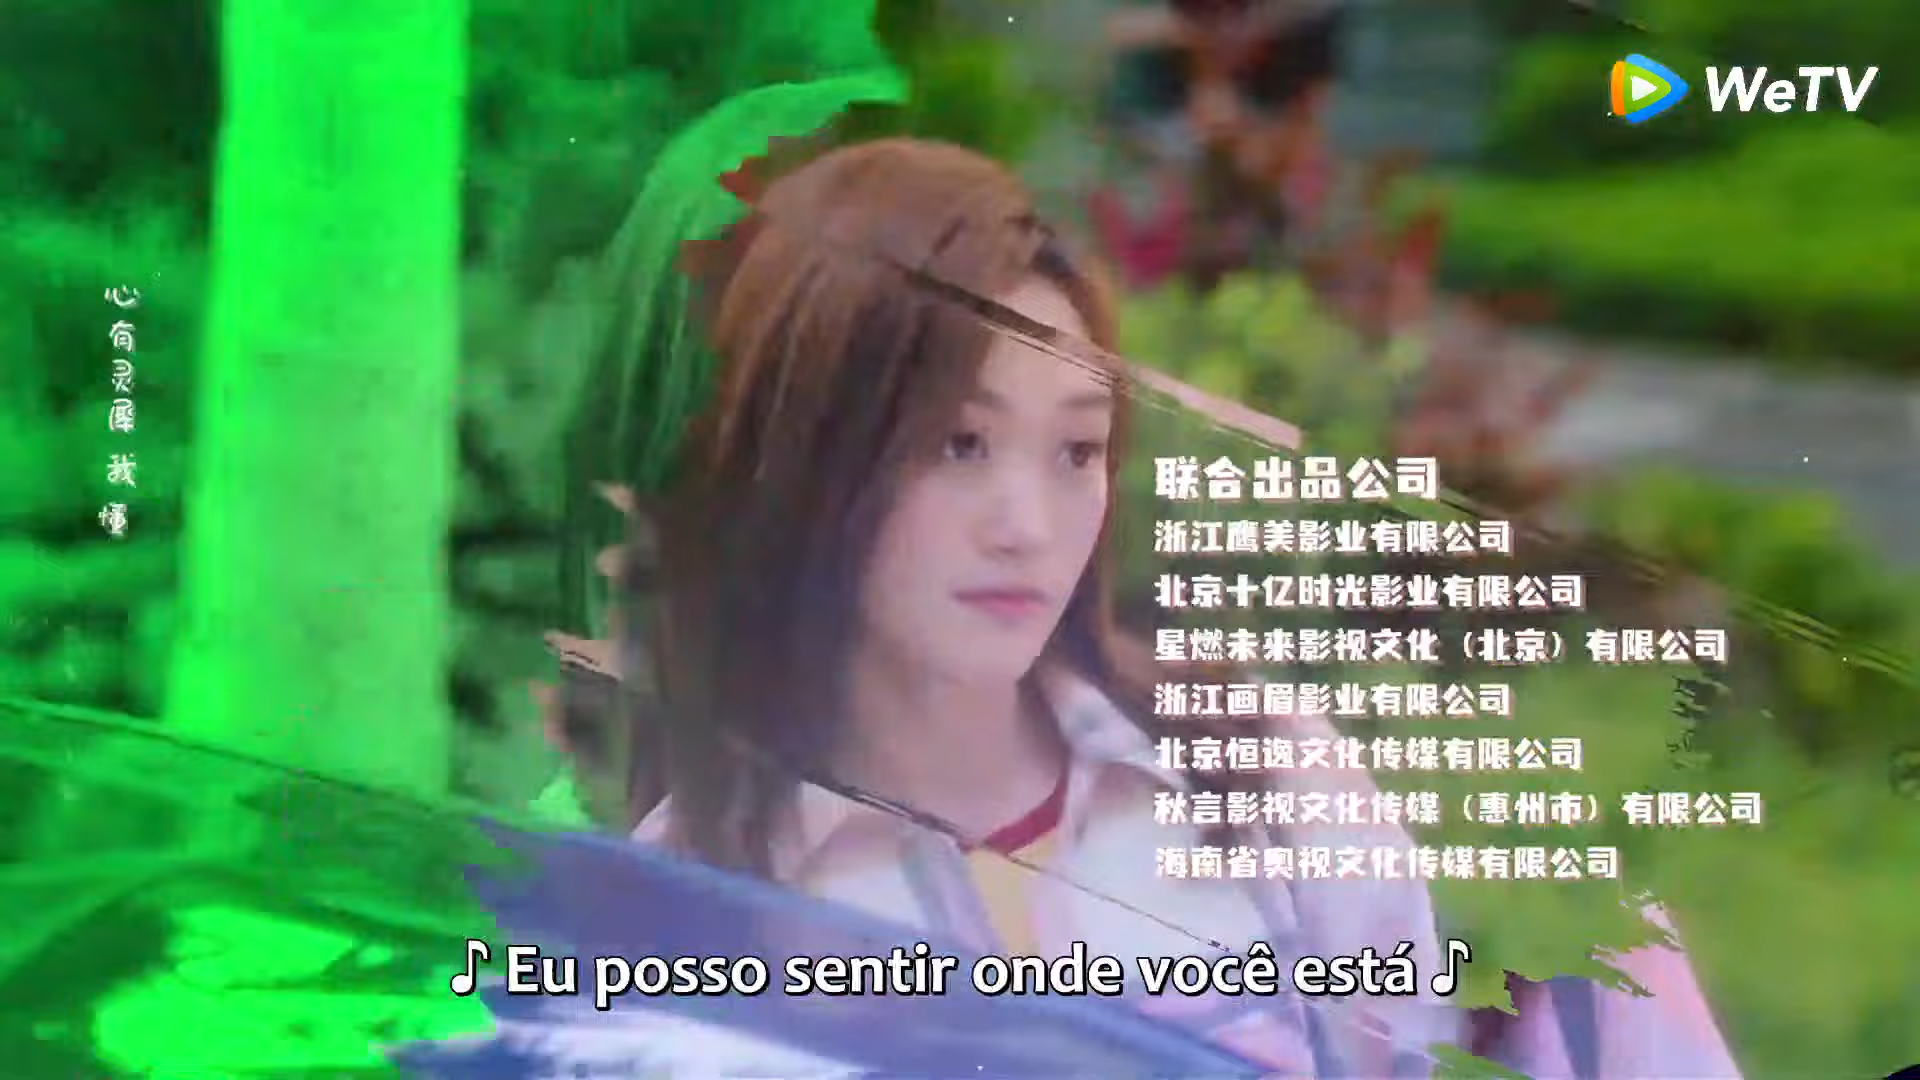 WeTV
心有灵犀 我懂
联合出品公司
浙江鹰美影业有限公司
北京十亿时光影业有限公司
星燃未来影视文化（北京）有限公司
浙江画眉影业有限公司
北京恒逸文化传媒有限公司
秋言影视文化传媒（惠州市）有限公司
海南省奥视文化传媒有限公司
♪ Eu posso sentir onde você está ♪